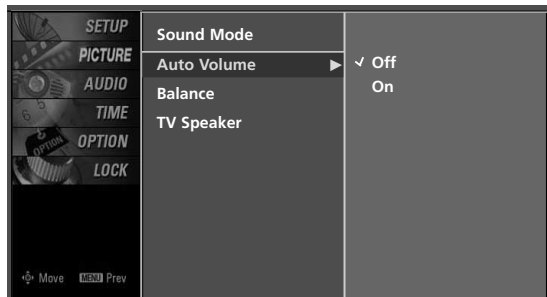 SETUP
PICTURE
AUDIO
TIME
OPTION
LOCK
Move MENU Prev
Sound Mode
Auto Volume ▶
Balance
TV Speaker
✓ Off
On